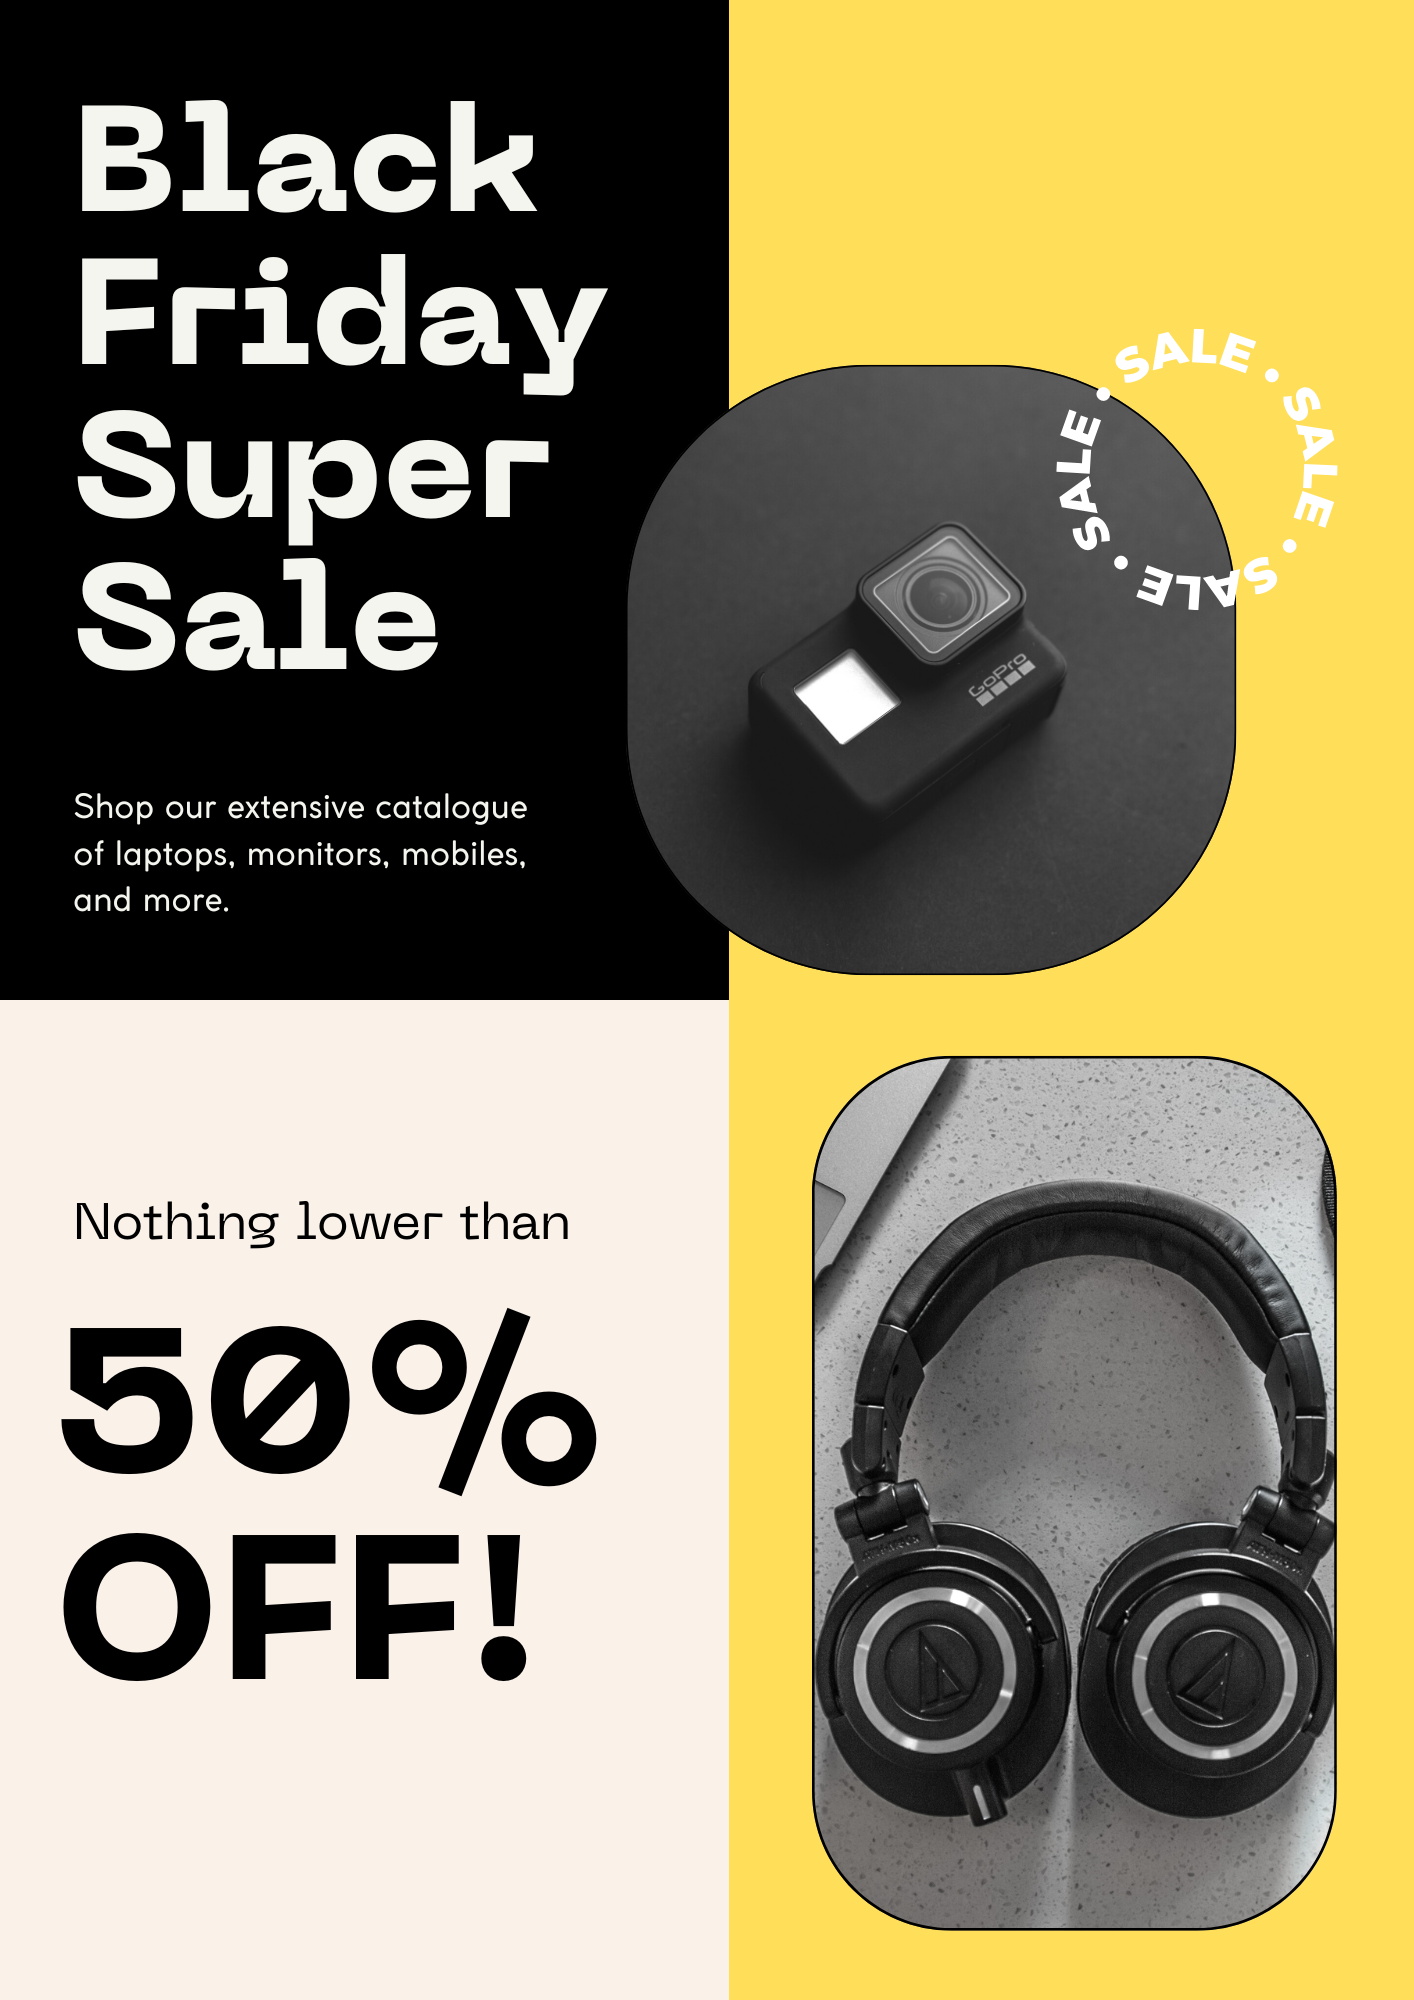 Black
Friday
Super
Sale
SALE • SALE • SALE • SALE •
GoPro
Shop our extensive catalogue
of laptops, monitors, mobiles,
and more.
Nothing lower than
50%
OFF!